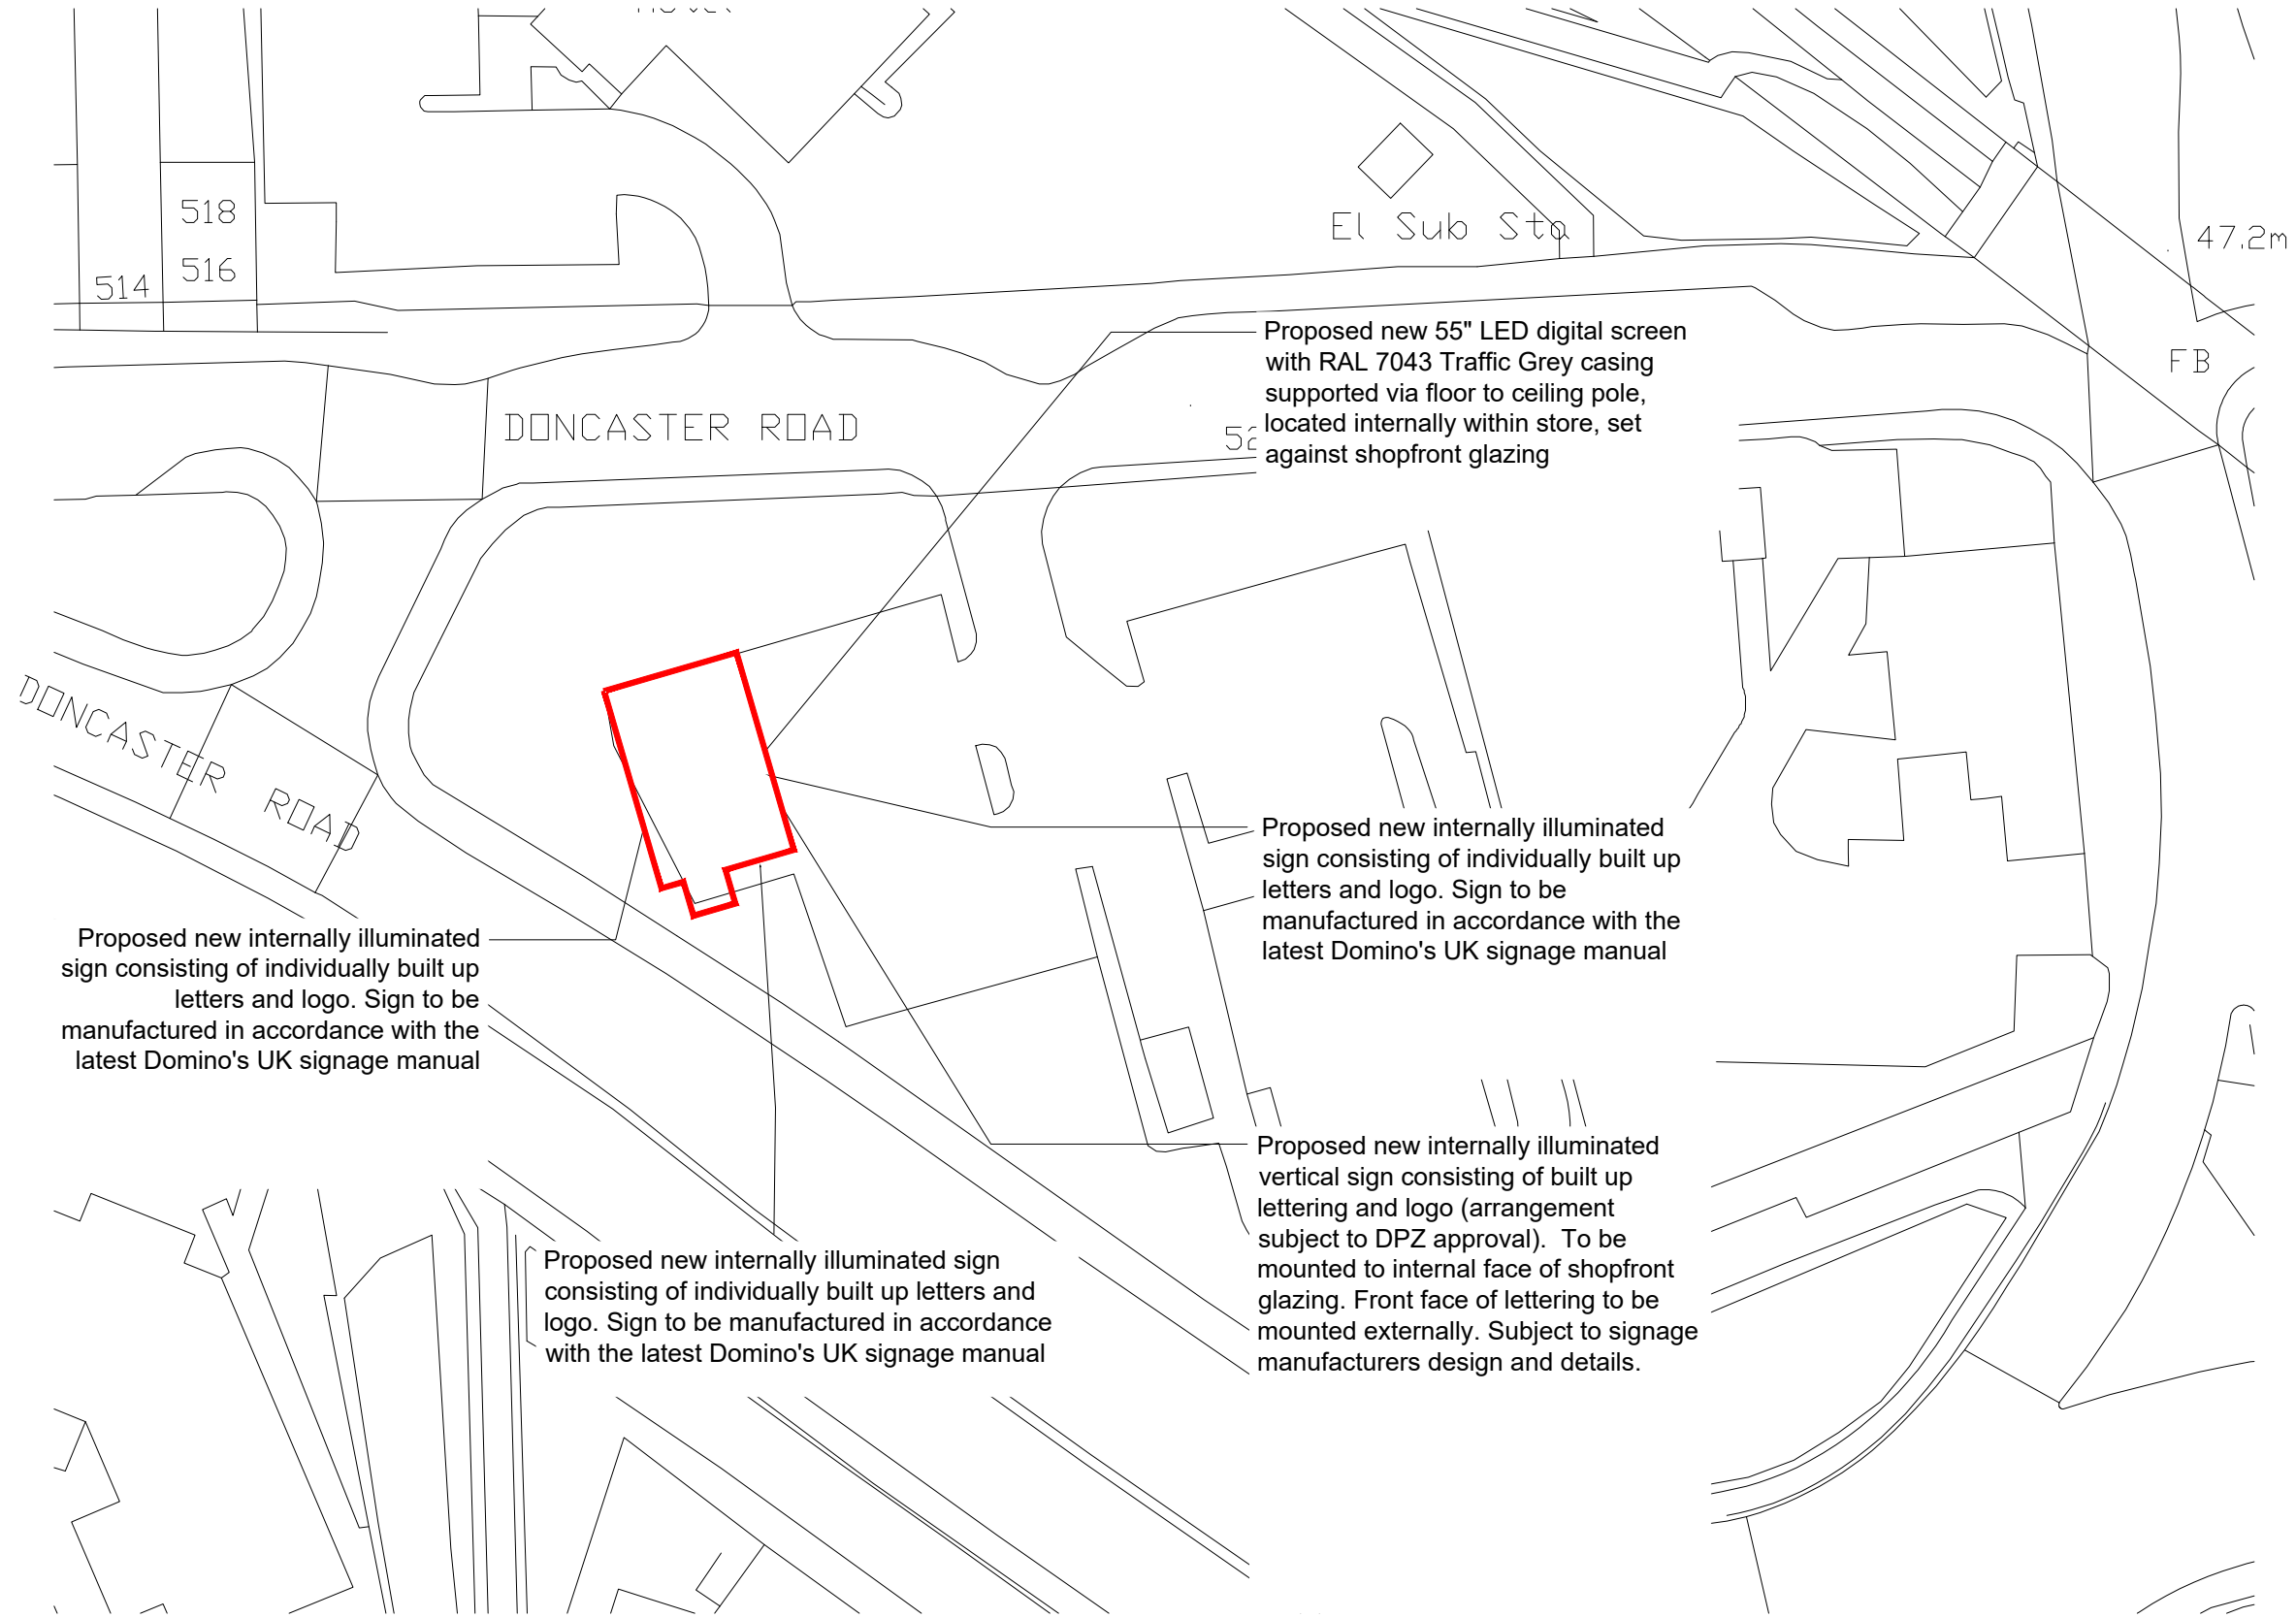 518
516
514
El Sub Sta
47.2m
FB
DONCASTER ROAD
Proposed new 55" LED digital screen
with RAL 7043 Traffic Grey casing
supported via floor to ceiling pole,
located internally within store, set
against shopfront glazing
DONCASTER ROAD
Proposed new internally illuminated
sign consisting of individually built up
letters and logo. Sign to be
manufactured in accordance with the
latest Domino's UK signage manual
Proposed new internally illuminated
sign consisting of individually built up
letters and logo. Sign to be
manufactured in accordance with the
latest Domino's UK signage manual
Proposed new internally illuminated
vertical sign consisting of built up
lettering and logo (arrangement
subject to DPZ approval).  To be
mounted to internal face of shopfront
glazing. Front face of lettering to be
mounted externally. Subject to signage
manufacturers design and details.
Proposed new internally illuminated sign
consisting of individually built up letters and
logo. Sign to be manufactured in accordance
with the latest Domino's UK signage manual